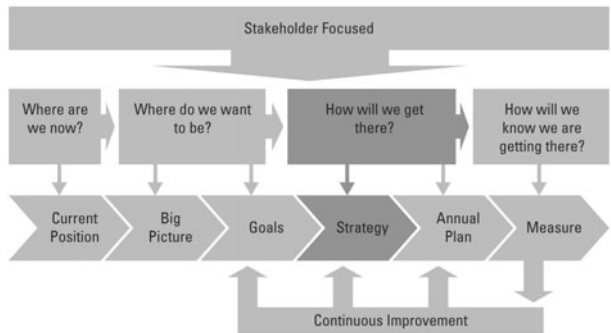 Stakeholder Focused
Where are
we now?
Where do we want
to be?
How will we get
there?
How will we
know we are
getting there?
Current
Position
Big
Picture
Goals
Strategy
Annual
Plan
Measure
Continuous Improvement